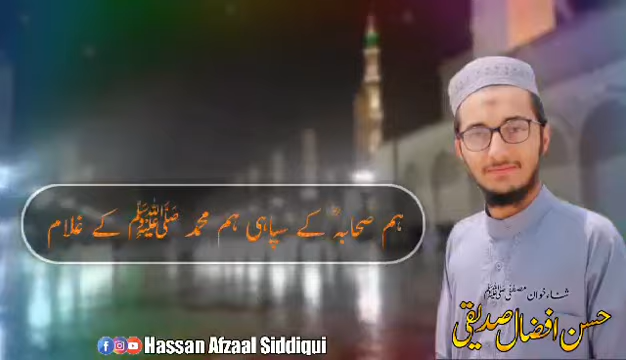 ہم صحابہؓ کے سپاہی ہم محمد ﷺ کے غلام
ثناء خوان مصطفیٰ ﷺ
حسن افضال صدیقی
Hassan Afzaal Siddiqui